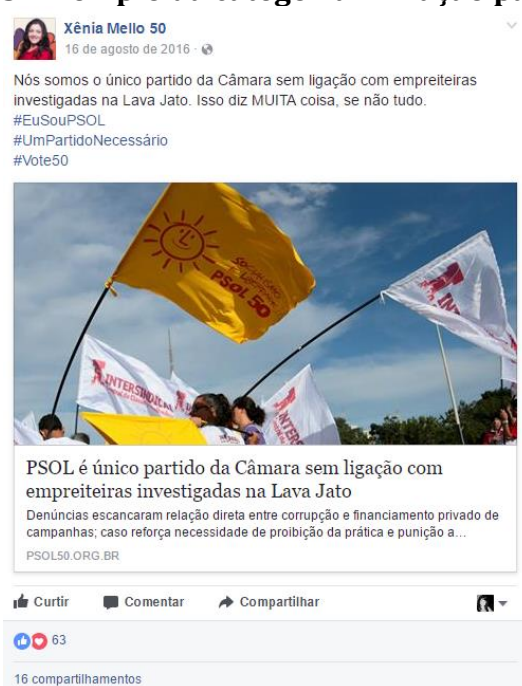 Xênia Mello 50
16 de agosto de 2016
Nós somos o único partido da Câmara sem ligação com empreiteiras
investigadas na Lava Jato. Isso diz MUITA coisa, se não tudo.
#EuSouPSOL
#UmPartidoNecessário
#Vote50
PSOL 50
INTERSINDICAL
INTERSI
INTER
PSOL é único partido da Câmara sem ligação com
empreiteiras investigadas na Lava Jato
Denúncias escancaram relação direta entre corrupção e financiamento privado de
campanhas; caso reforça necessidade de proibição da prática e punição a...
PSOL50.ORG.BR
Curtir Comentar Compartilhar
63
16 compartilhamentos